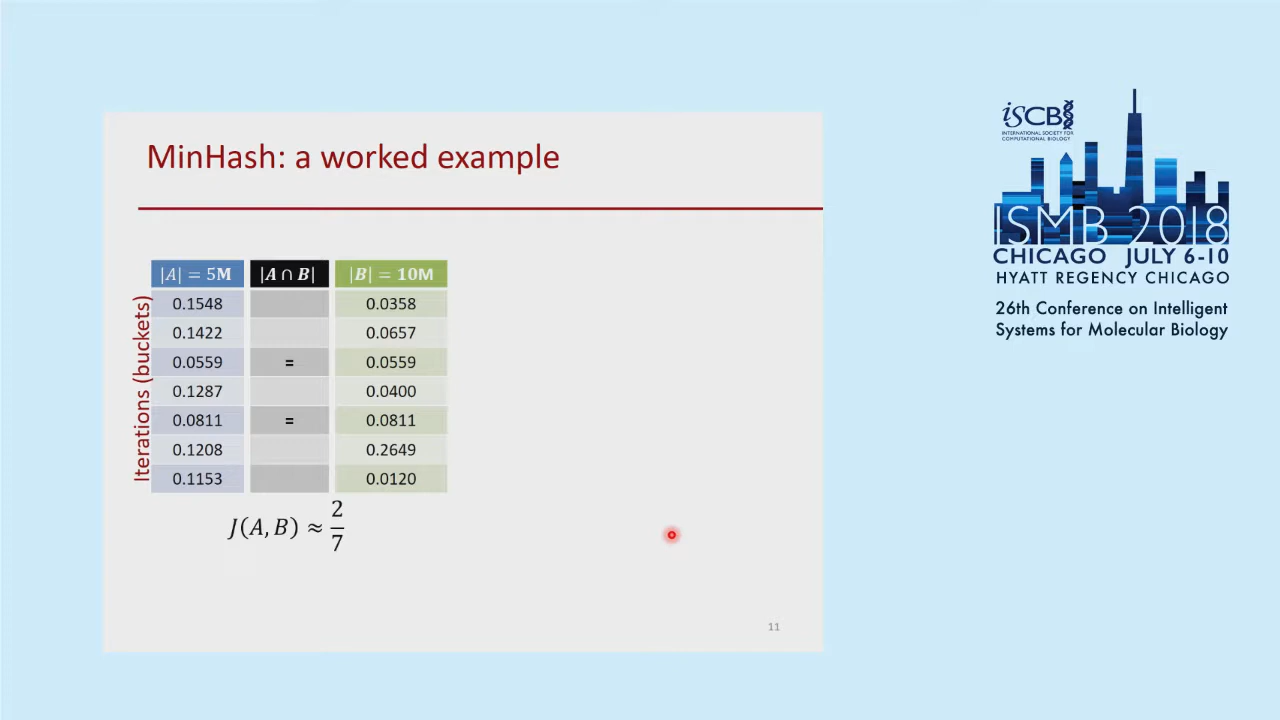 MinHash: a worked example
|A| = 5M |A ∩ B| |B| = 10M
Iterations (buckets)
0.1548 0.0358
0.1422 0.0657
0.0559 = 0.0559
0.1287 0.0400
0.0811 = 0.0811
0.1208 0.2649
0.1153 0.0120
J(A, B) ≈ 2/7
11
iSCB
INTERNATIONAL SOCIETY FOR
COMPUTATIONAL BIOLOGY
ISMB 2018
CHICAGO JULY 6-10
HYATT REGENCY CHICAGO
26th Conference on Intelligent
Systems for Molecular Biology